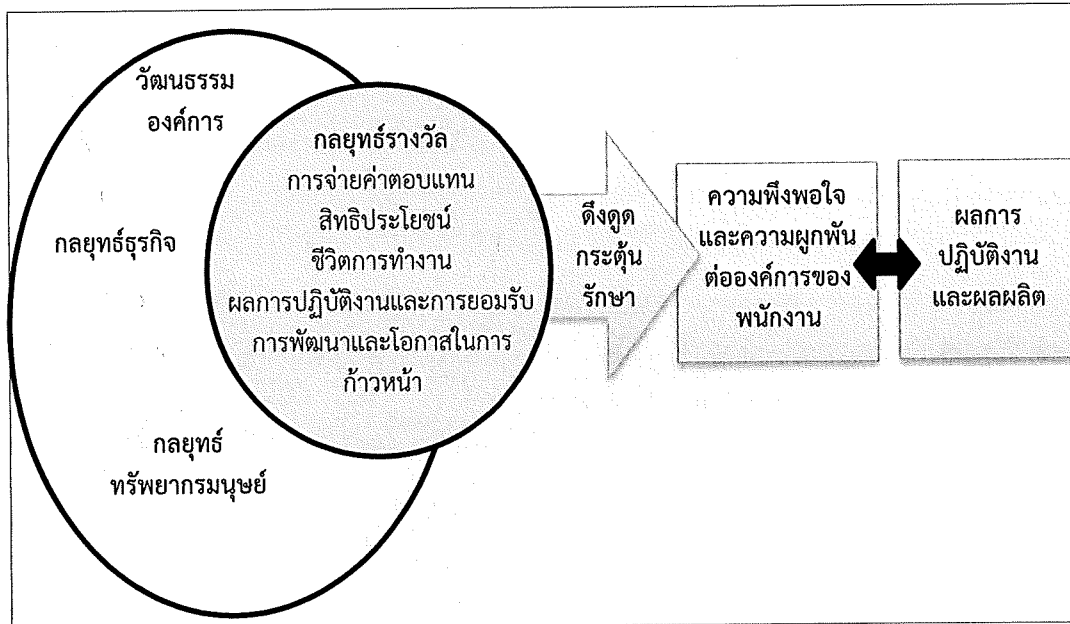 วัฒนธรรม
องค์การ
กลยุทธ์ธุรกิจ
กลยุทธ์
ทรัพยากรมนุษย์
กลยุทธ์รางวัล
การจ่ายค่าตอบแทน
สิทธิประโยชน์
ชีวิตการทำงาน
ผลการปฏิบัติงานและการยอมรับ
การพัฒนาและโอกาสในการ
ก้าวหน้า
ดึงดูด
กระตุ้น
รักษา
ความพึงพอใจ
และความผูกพัน
ต่อองค์การของ
พนักงาน
ผลการ
ปฏิบัติงาน
และผลผลิต